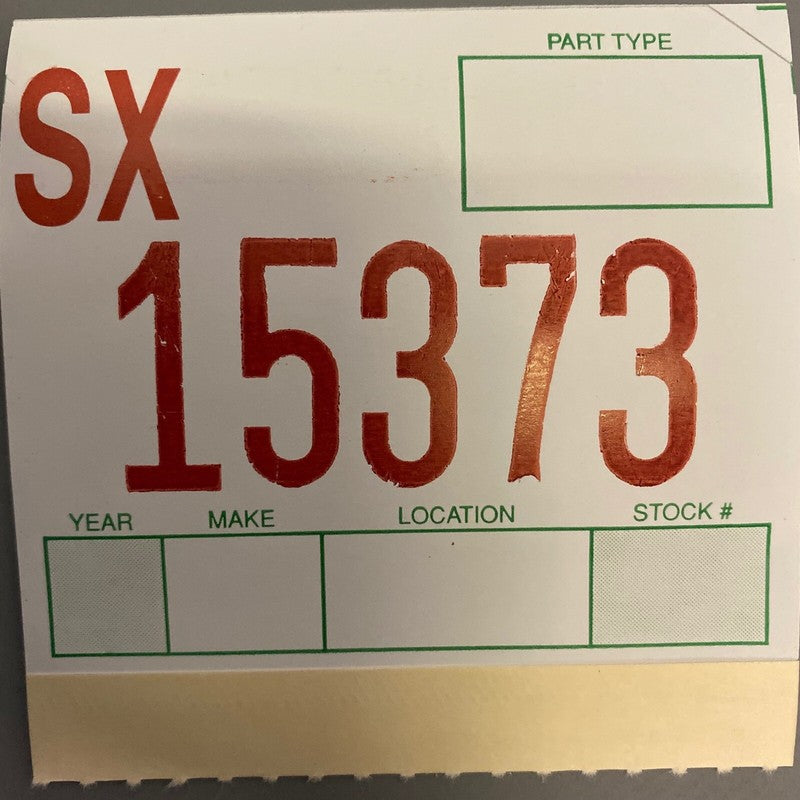 PART TYPE
SX
15373
YEAR MAKE LOCATION STOCK #